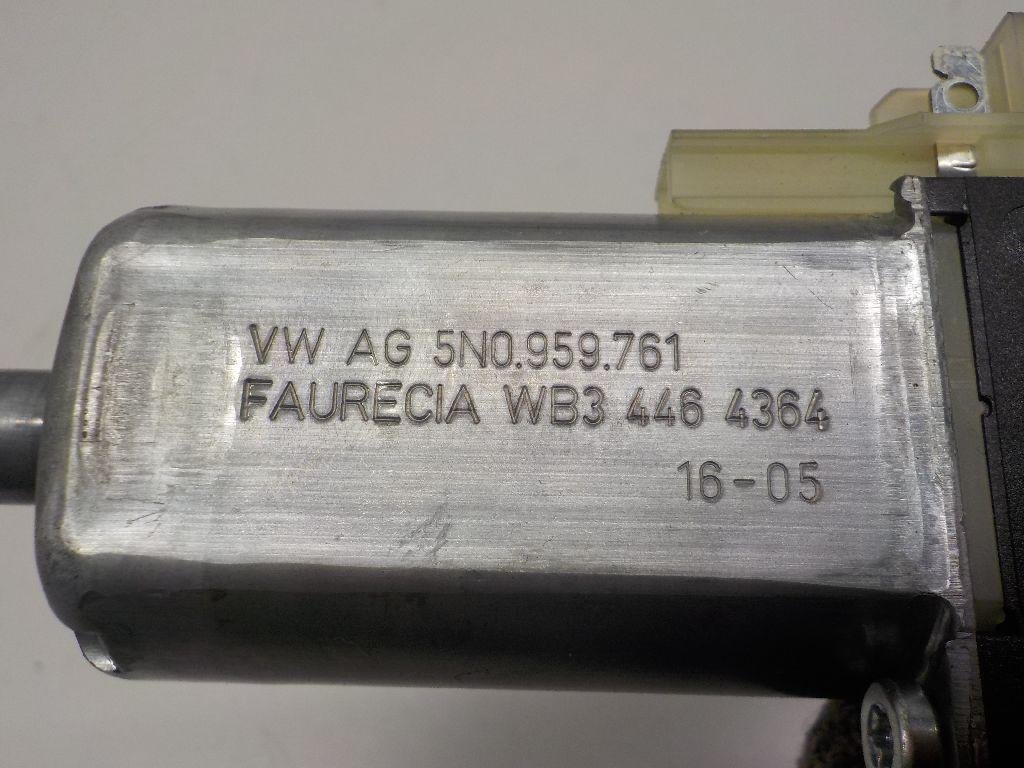 VW AG 5N0.959.761
FAURECIA WB3 446 4364
16-05